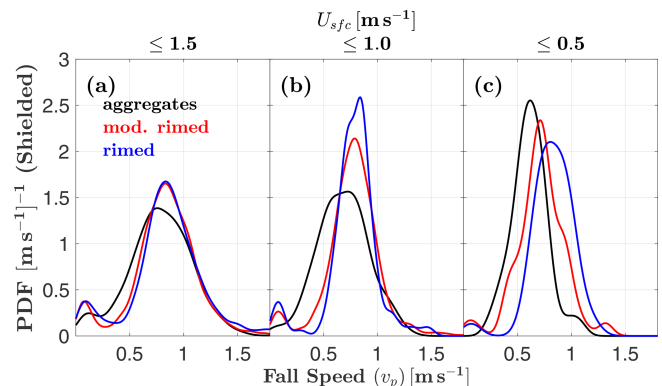 U_sfc [m s⁻¹]
≤ 1.5 ≤ 1.0 ≤ 0.5
PDF [m s⁻¹]⁻¹ (Shielded)
3
2.5
2
1.5
1
0.5
0
(a) (b) (c)
aggregates
mod. rimed
rimed
0.5 1 1.5 0.5 1 1.5 0.5 1 1.5
Fall Speed (v_p) [m s⁻¹]